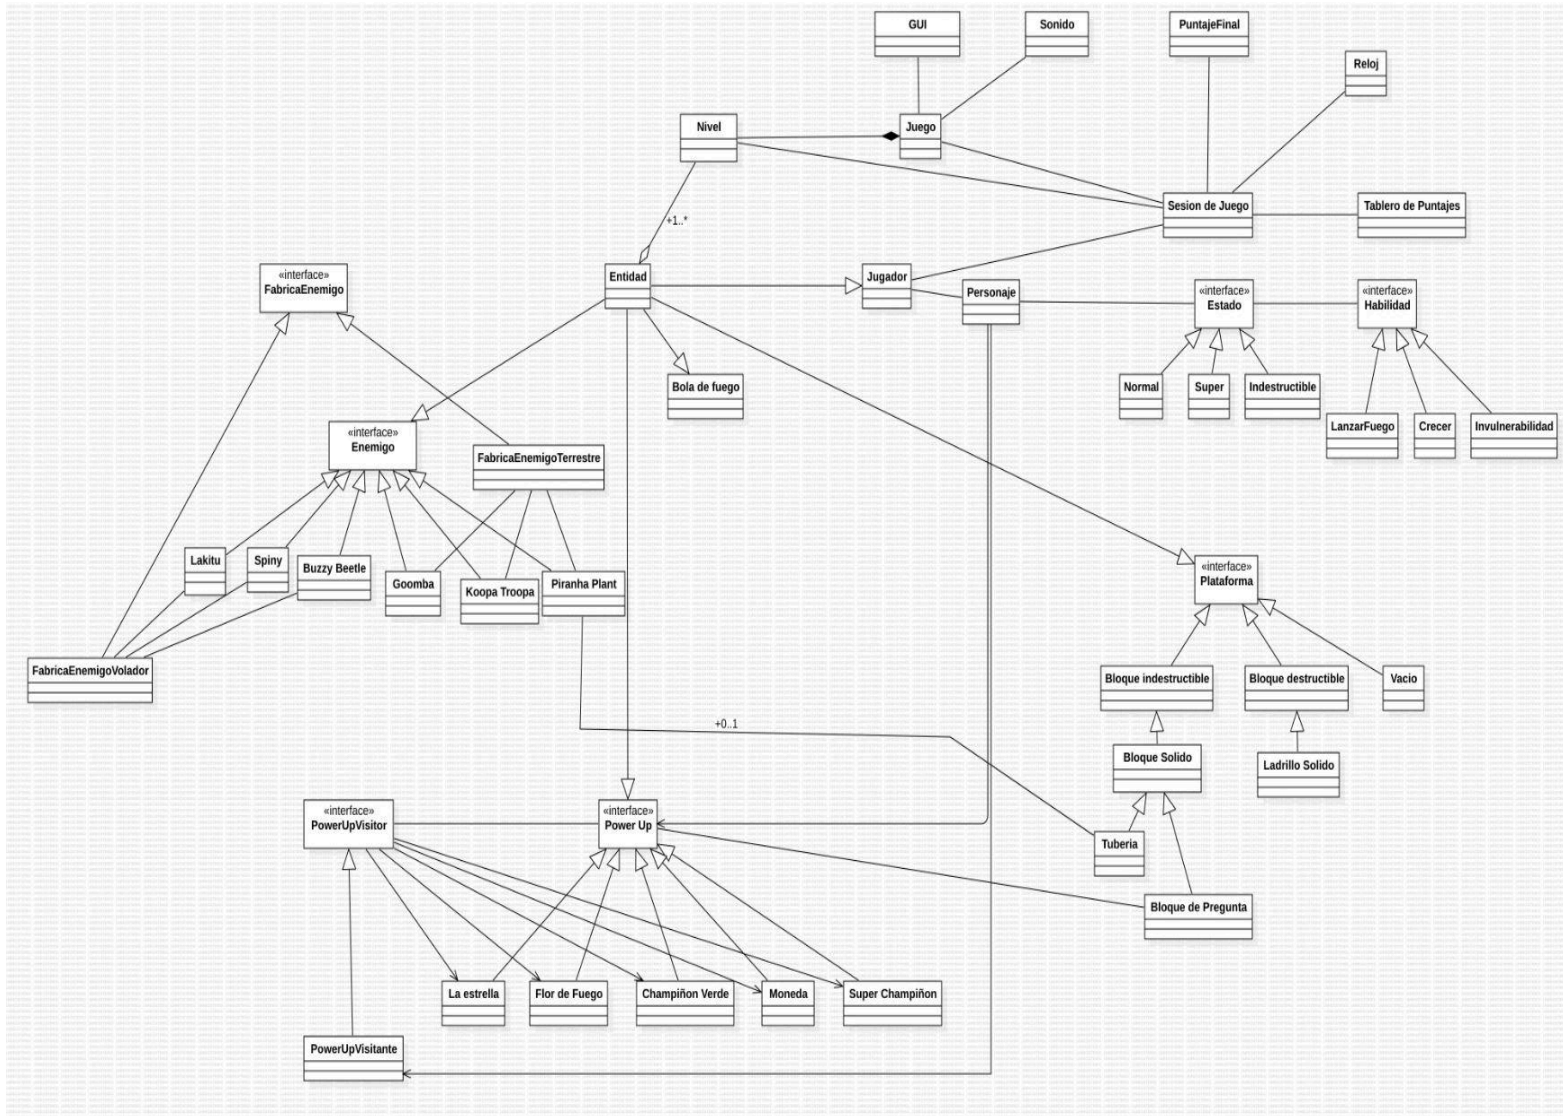 GUI
Sonido
PuntajeFinal
Reloj
Nivel
Juego
Sesion de Juego
Tablero de Puntajes
+1..*
«interface»
FabricaEnemigo
Entidad
Jugador
Personaje
«interface»
Estado
«interface»
Habilidad
Bola de fuego
Normal
Super
Indestructible
LanzarFuego
Crecer
Invulnerabilidad
«interface»
Enemigo
FabricaEnemigoTerrestre
Lakitu
Spiny
Buzzy Beetle
Goomba
Koopa Troopa
Piranha Plant
«interface»
Plataforma
FabricaEnemigoVolador
Bloque indestructible
Bloque destructible
Vacio
+0..1
Bloque Solido
Ladrillo Solido
«interface»
PowerUpVisitor
«interface»
Power Up
Tuberia
Bloque de Pregunta
La estrella
Flor de Fuego
Champiñon Verde
Moneda
Super Champiñon
PowerUpVisitante